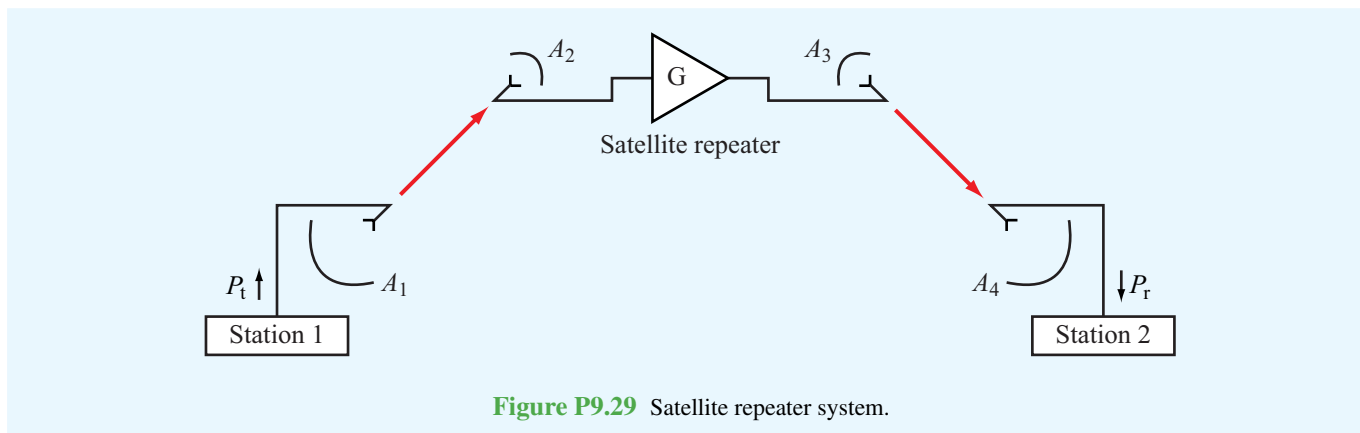 A2
A3
G
Satellite repeater
Pt
A1
A4
Pr
Station 1
Station 2
Figure P9.29 Satellite repeater system.